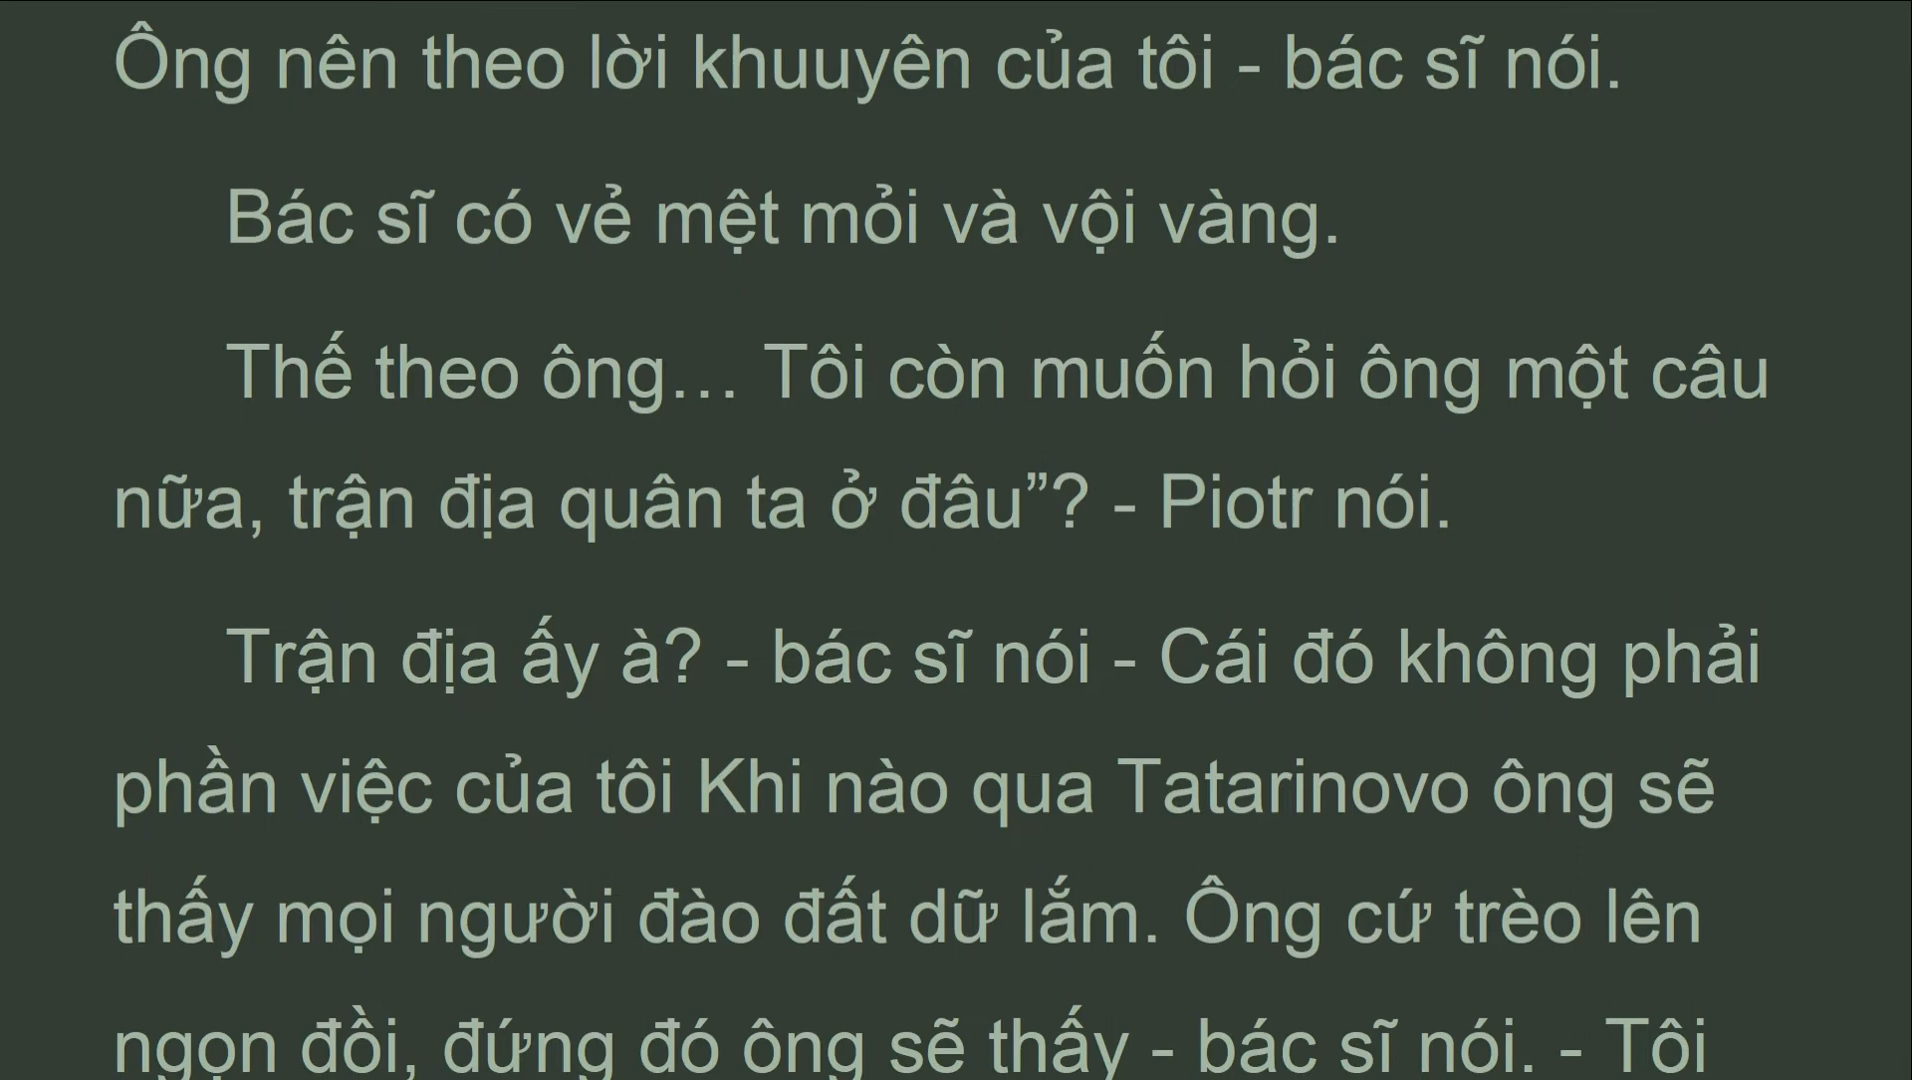 Ông nên theo lời khuuyên của tôi - bác sĩ nói.
Bác sĩ có vẻ mệt mỏi và vội vàng.
Thế theo ông… Tôi còn muốn hỏi ông một câu
nữa, trận địa quân ta ở đâu”? - Piotr nói.
Trận địa ấy à? - bác sĩ nói - Cái đó không phải
phần việc của tôi Khi nào qua Tatarinovo ông sẽ
thấy mọi người đào đất dữ lắm. Ông cứ trèo lên
ngọn đồi, đứng đó ông sẽ thấy - bác sĩ nói. - Tôi